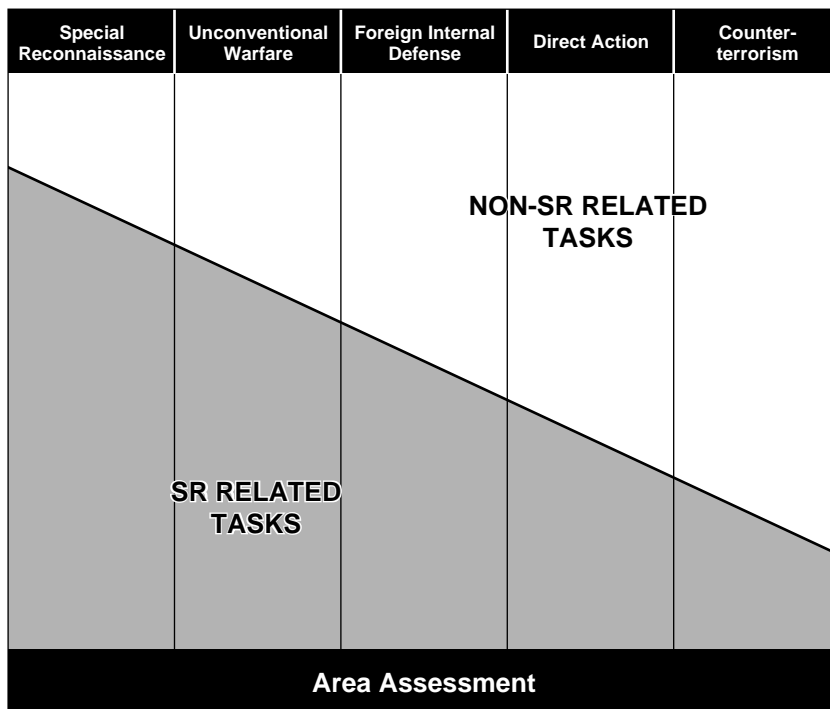 Special
Reconnaissance
Unconventional
Warfare
Foreign Internal
Defense
Direct Action
Counter-
terrorism
NON-SR RELATED
TASKS
SR RELATED
TASKS
Area Assessment